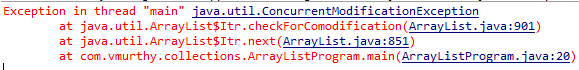 Exception in thread "main" java.util.ConcurrentModificationException
at java.util.ArrayList$Itr.checkForComodification(ArrayList.java:901)
at java.util.ArrayList$Itr.next(ArrayList.java:851)
at com.vmurthy.collections.ArrayListProgram.main(ArrayListProgram.java:20)